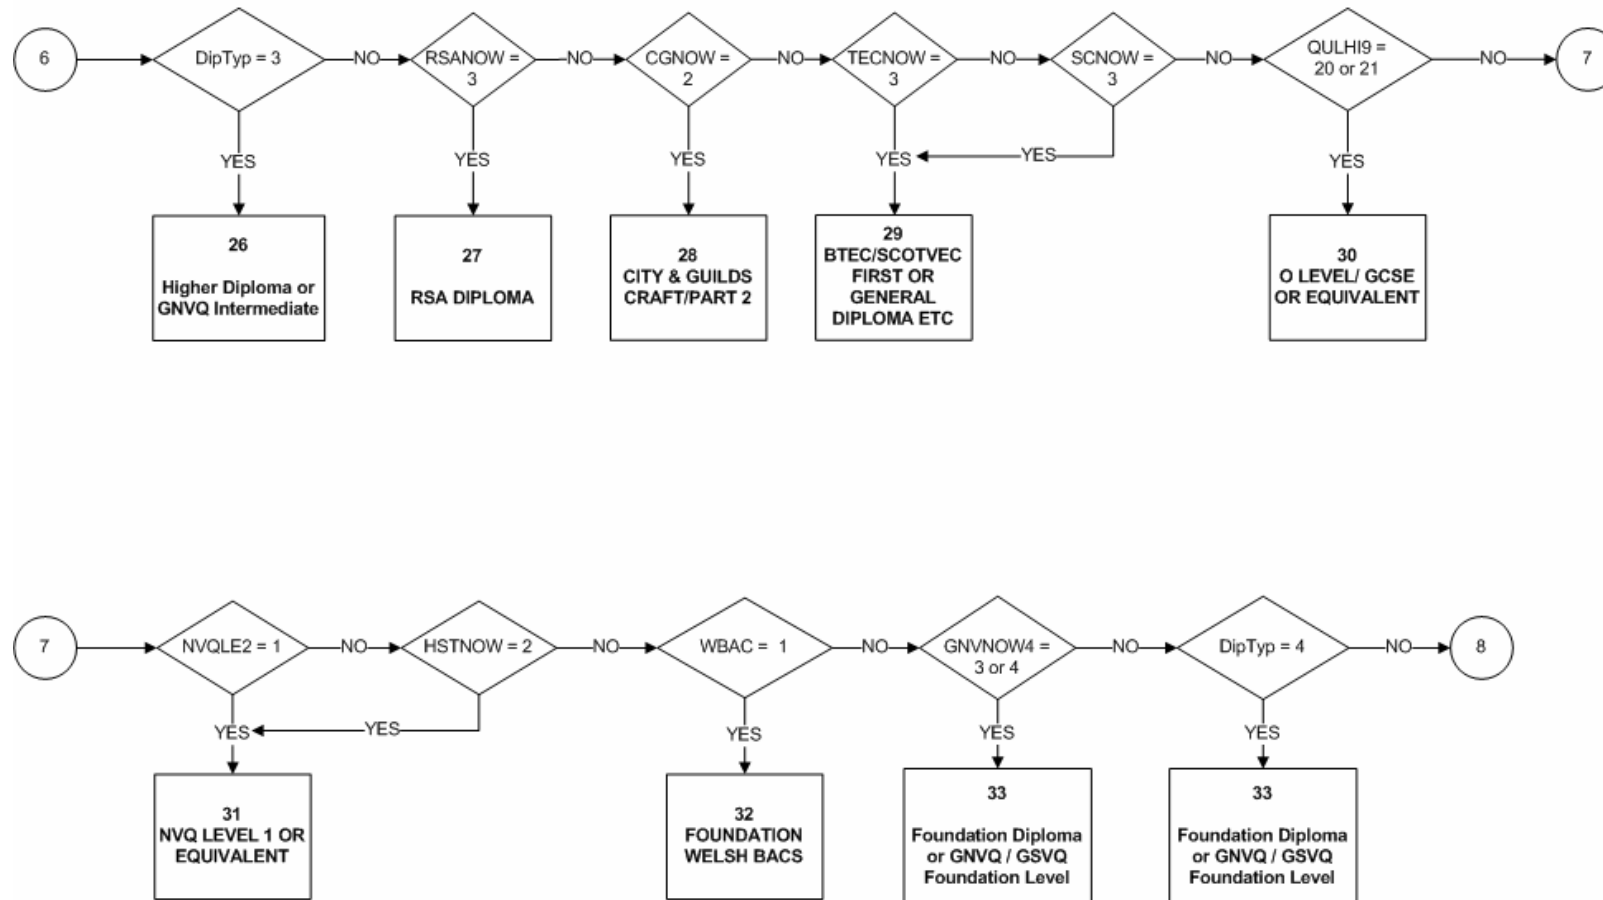 6
DipTyp = 3
NO
RSANOW =
3
NO
CGNOW =
2
NO
TECNOW =
3
NO
SCNOW =
3
NO
QULHI9 =
20 or 21
NO
7
YES
YES
YES
YES
YES
YES
26
Higher Diploma or
GNVQ Intermediate
27
RSA DIPLOMA
28
CITY & GUILDS
CRAFT/PART 2
29
BTEC/SCOTVEC
FIRST OR
GENERAL
DIPLOMA ETC
30
O LEVEL/ GCSE
OR EQUIVALENT
7
NVQLE2 = 1
NO
HSTNOW = 2
NO
WBAC = 1
NO
GNVNOW4 =
3 or 4
NO
DipTyp = 4
NO
8
YES
YES
YES
YES
YES
31
NVQ LEVEL 1 OR
EQUIVALENT
32
FOUNDATION
WELSH BACS
33
Foundation Diploma
or GNVQ / GSVQ
Foundation Level
33
Foundation Diploma
or GNVQ / GSVQ
Foundation Level